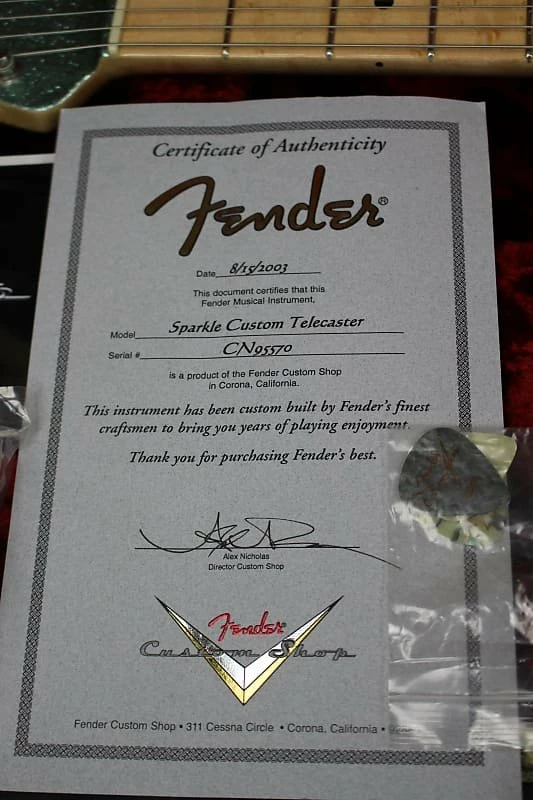 Certificate of Authenticity
Fender®
Date 8/15/2003
This document certifies that this
Fender Musical Instrument,
Model Sparkle Custom Telecaster
Serial # CN95570
is a product of the Fender Custom Shop
in Corona, California.
This instrument has been custom built by Fender's finest
craftsmen to bring you years of playing enjoyment.
Thank you for purchasing Fender's best.
Alex Nicholas
Director Custom Shop
Fender
Custom Shop
Fender Custom Shop • 311 Cessna Circle • Corona, California •